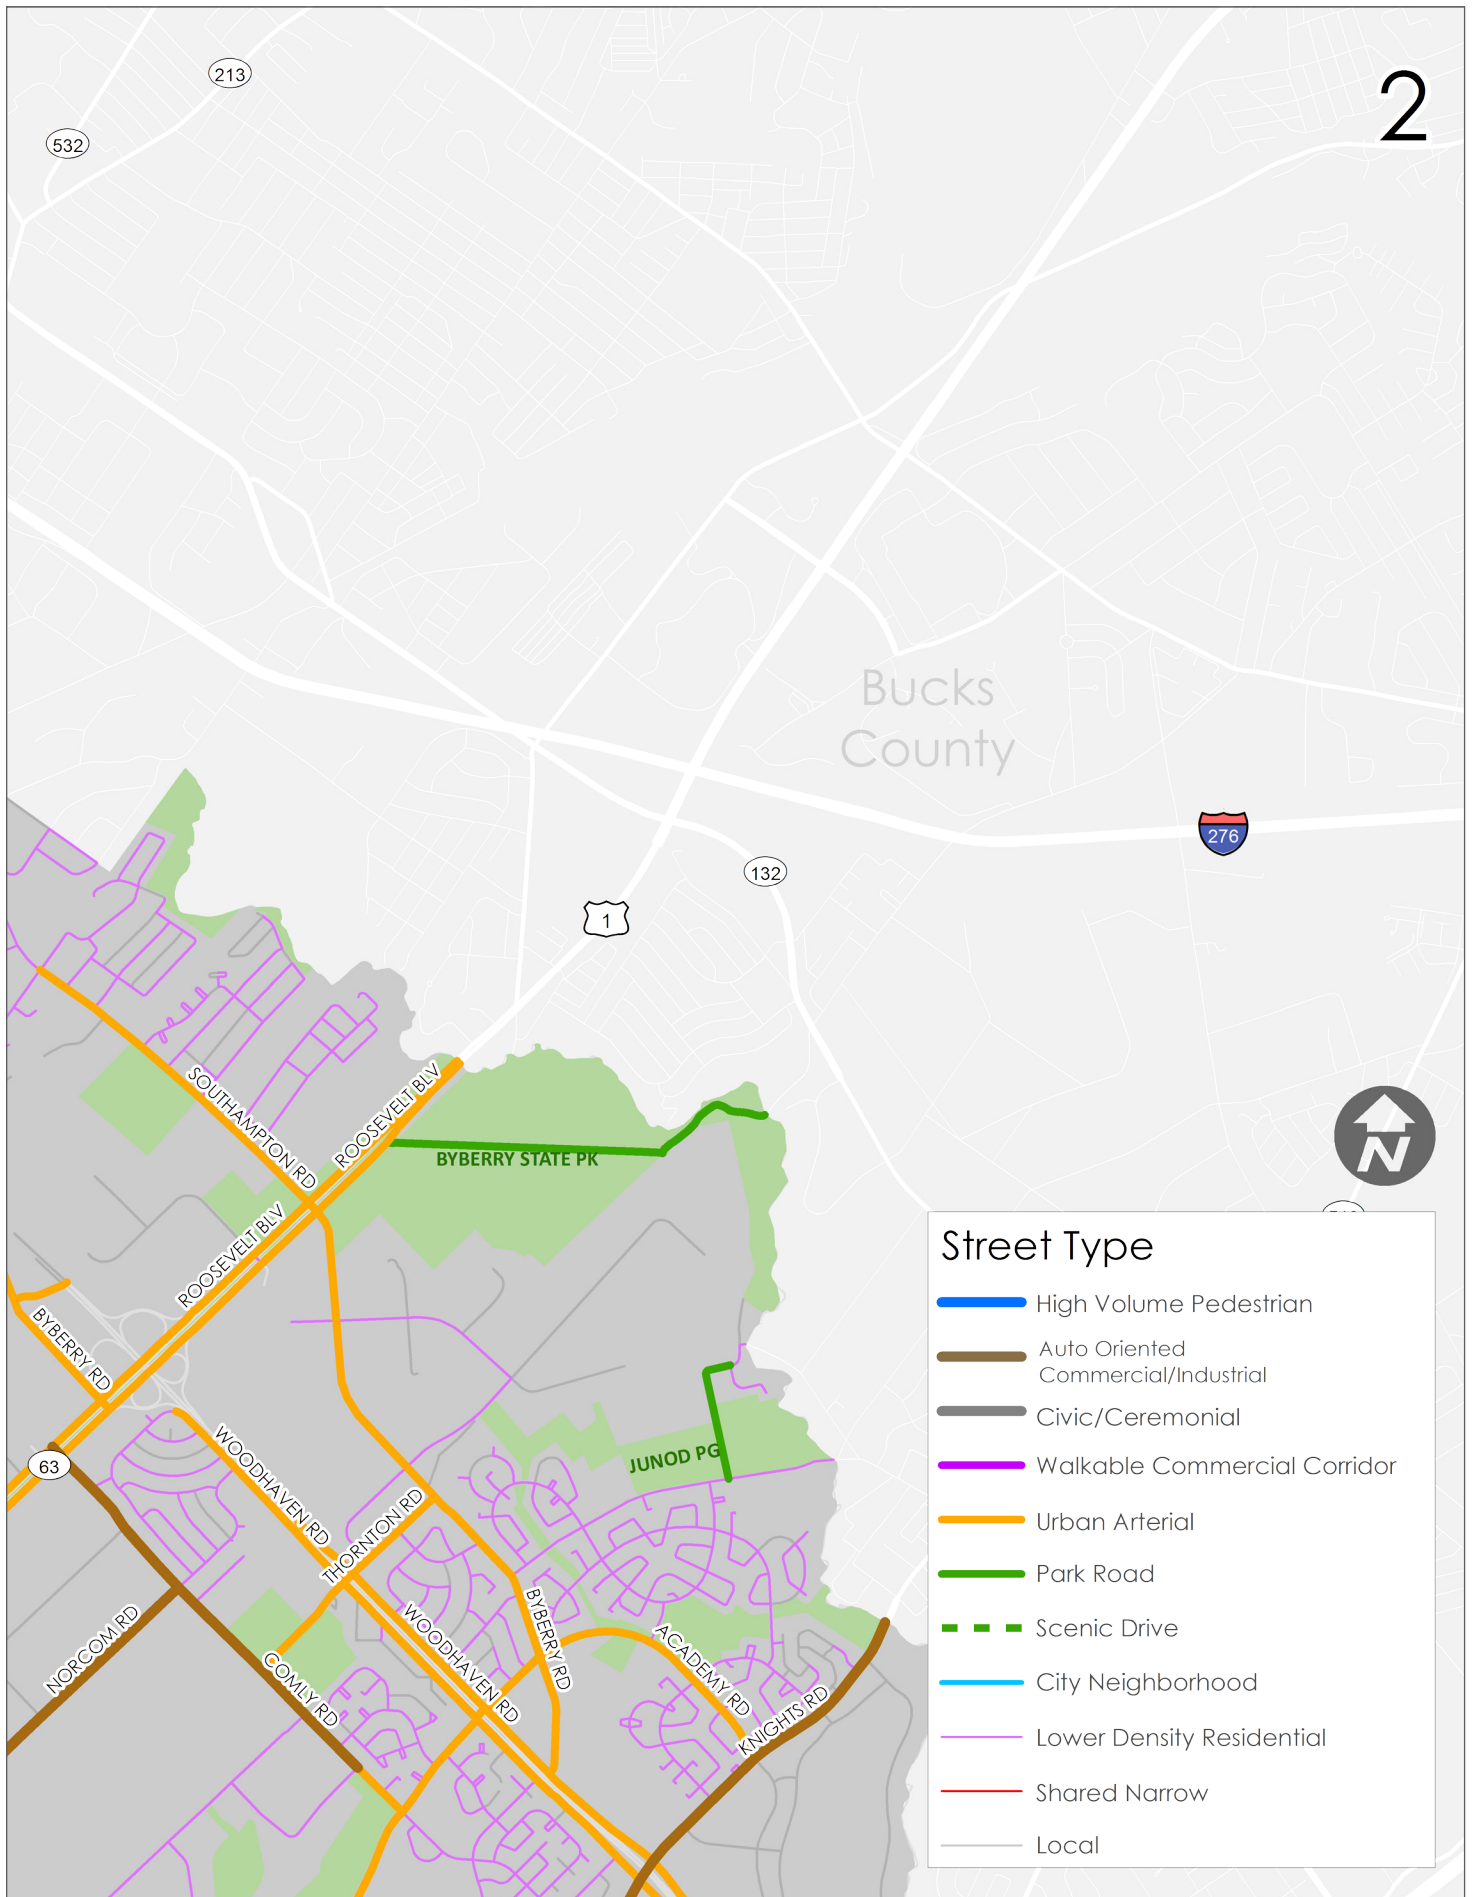 213
2
532
Bucks
County
276
132
1
SOUTHAMPTON RD
ROOSEVELT BLV
BYBERRY STATE PK
ROOSEVELT BLV
N
BYBERRY RD
WOODHAVEN RD
63
JUNOD PG
THORNTON RD
NORCOM RD
COMLY RD
WOODHAVEN RD
BYBERRY RD
ACADEMY RD
KNIGHTS RD
Street Type
High Volume Pedestrian
Auto Oriented
Commercial/Industrial
Civic/Ceremonial
Walkable Commercial Corridor
Urban Arterial
Park Road
Scenic Drive
City Neighborhood
Lower Density Residential
Shared Narrow
Local